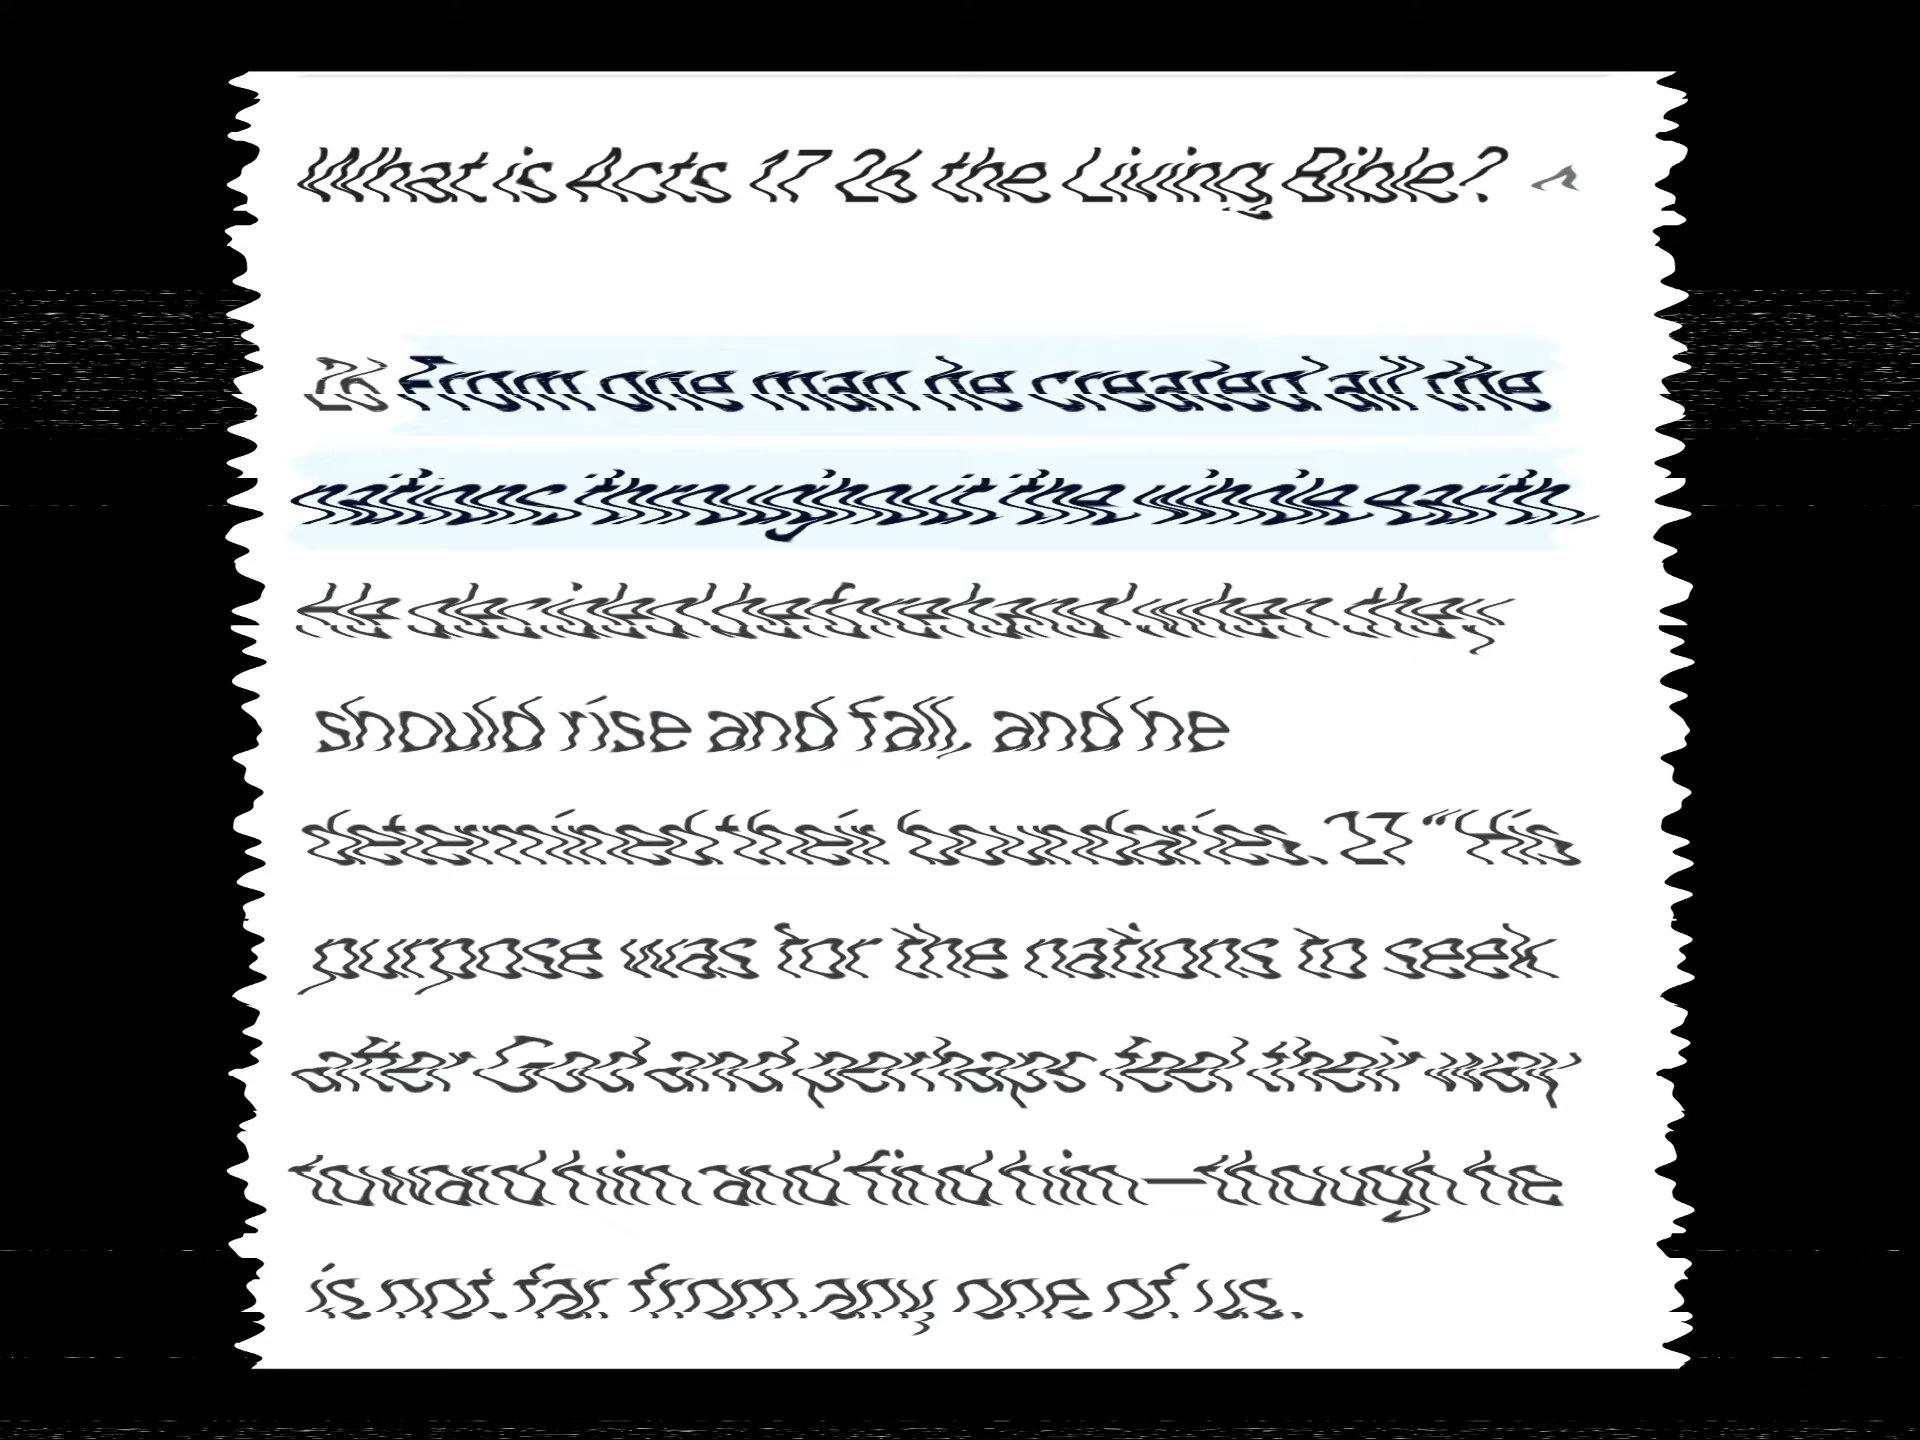 What is Acts 17 26 the Living Bible?
26 From one man he created all the
nations throughout the whole earth.
He decided beforehand when they
should rise and fall, and he
determined their boundaries. 27 “His
purpose was for the nations to seek
after God and perhaps feel their way
toward him and find him—though he
is not far from any one of us.